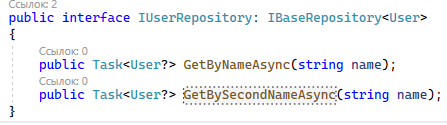 Ссылок: 2
public interface IUserRepository: IBaseRepository<User>
{
Ссылок: 0
public Task<User?> GetByNameAsync(string name);
Ссылок: 0
public Task<User?> GetBySecondNameAsync(string name);
}